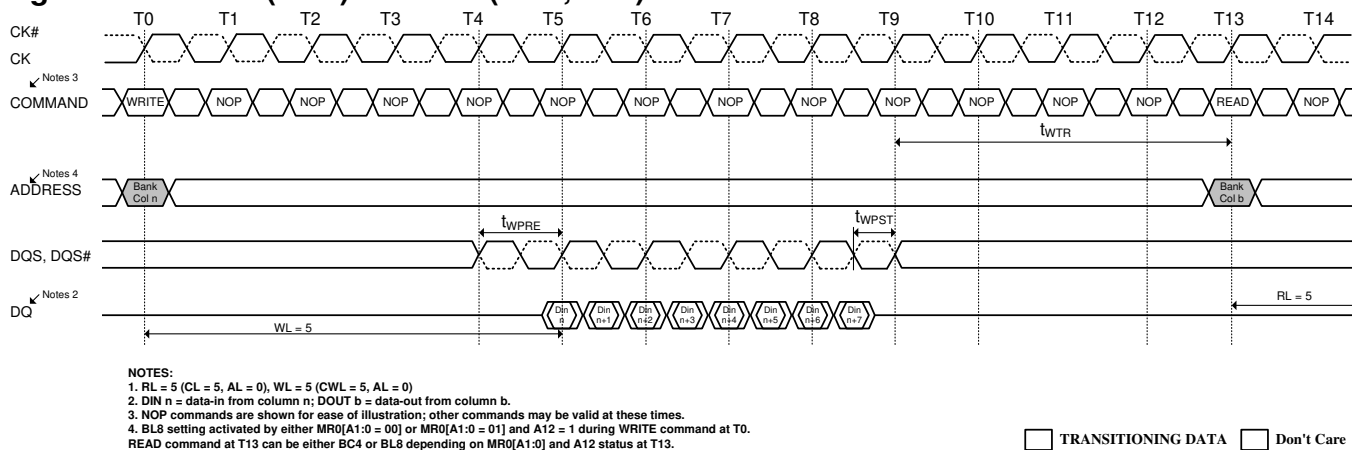 T0 T1 T2 T3 T4 T5 T6 T7 T8 T9 T10 T11 T12 T13 T14
CK#
CK
Notes 3
COMMAND WRITE NOP NOP NOP NOP NOP NOP NOP NOP NOP NOP NOP NOP READ NOP
tWTR
Notes 4
ADDRESS
Bank Bank
Col n Col b
tWPRE tWPST
DQS, DQS#
Notes 2
DQ
Din Din Din Din Din Din Din Din
n n+1 n+2 n+3 n+4 n+5 n+6 n+7
RL = 5
WL = 5
NOTES:
1. RL = 5 (CL = 5, AL = 0), WL = 5 (CWL = 5, AL = 0)
2. DIN n = data-in from column n; DOUT b = data-out from column b.
3. NOP commands are shown for ease of illustration; other commands may be valid at these times.
4. BL8 setting activated by either MR0[A1:0 = 00] or MR0[A1:0 = 01] and A12 = 1 during WRITE command at T0.
READ command at T13 can be either BC4 or BL8 depending on MR0[A1:0] and A12 status at T13.
TRANSITIONING DATA Don't Care